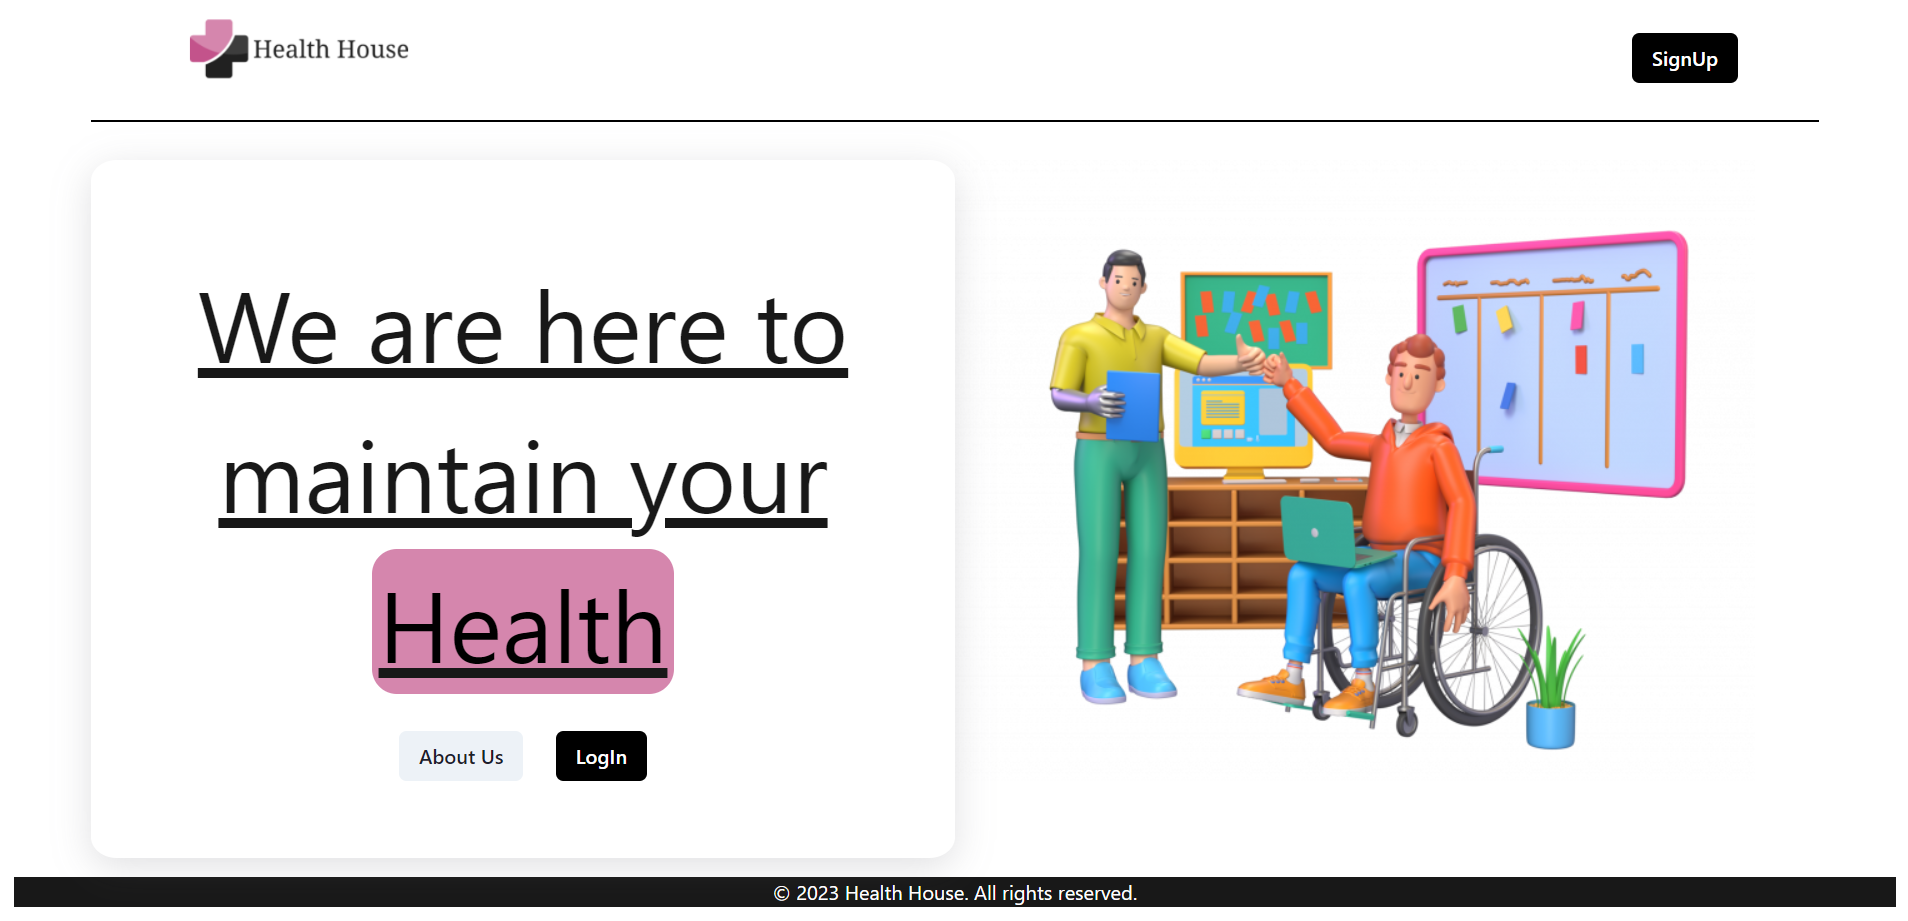 Health House
SignUp
We are here to
maintain your
Health
About Us
LogIn
© 2023 Health House. All rights reserved.